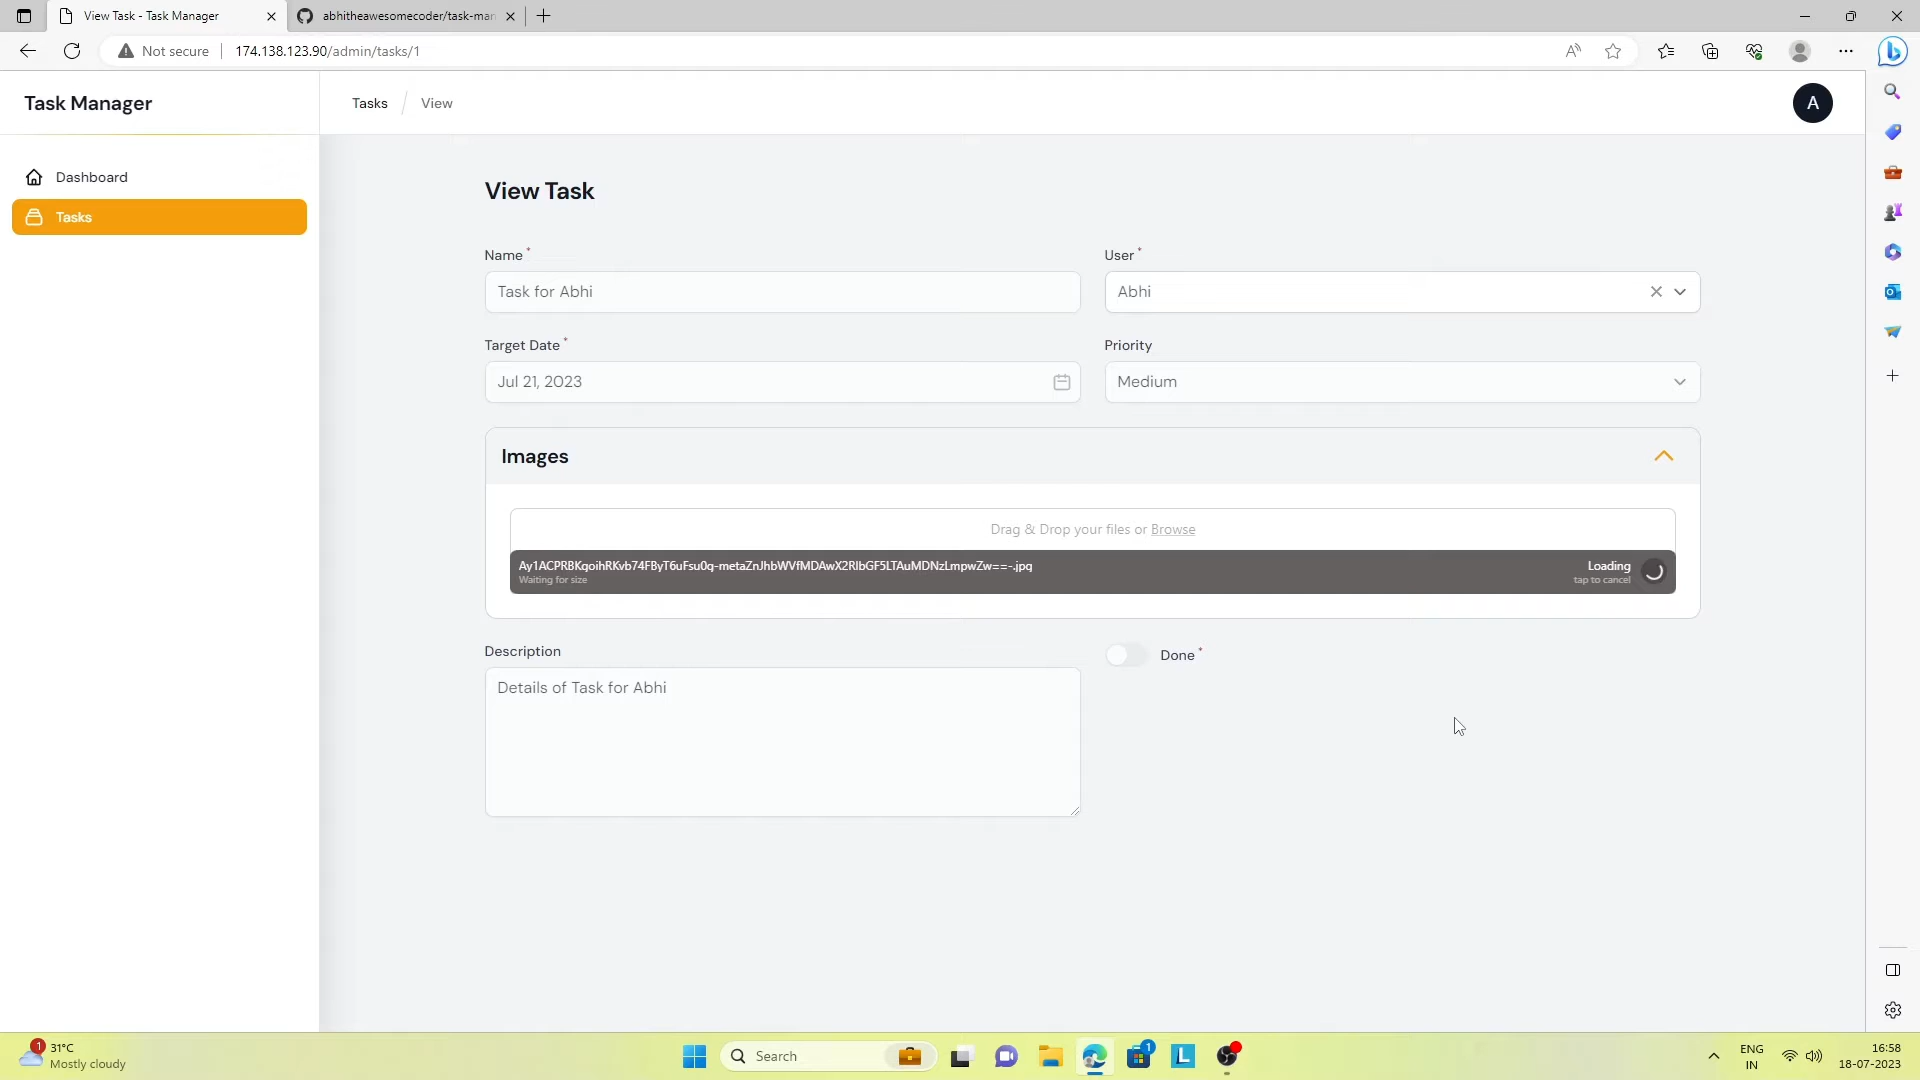 View Task - Task Manager
abhitheawesomecoder/task-man
Not secure
174.138.123.90/admin/tasks/1
Task Manager
Tasks / View
A
Dashboard
Tasks
View Task
Name *
User *
Task for Abhi
Abhi
Target Date *
Priority
Jul 21, 2023
Medium
Images
Drag & Drop your files or Browse
Waiting for size
Loading
tap to cancel
Description
Done *
Details of Task for Abhi
1
31°C
Mostly cloudy
Search
1
L
ENG
IN
16:58
18-07-2023